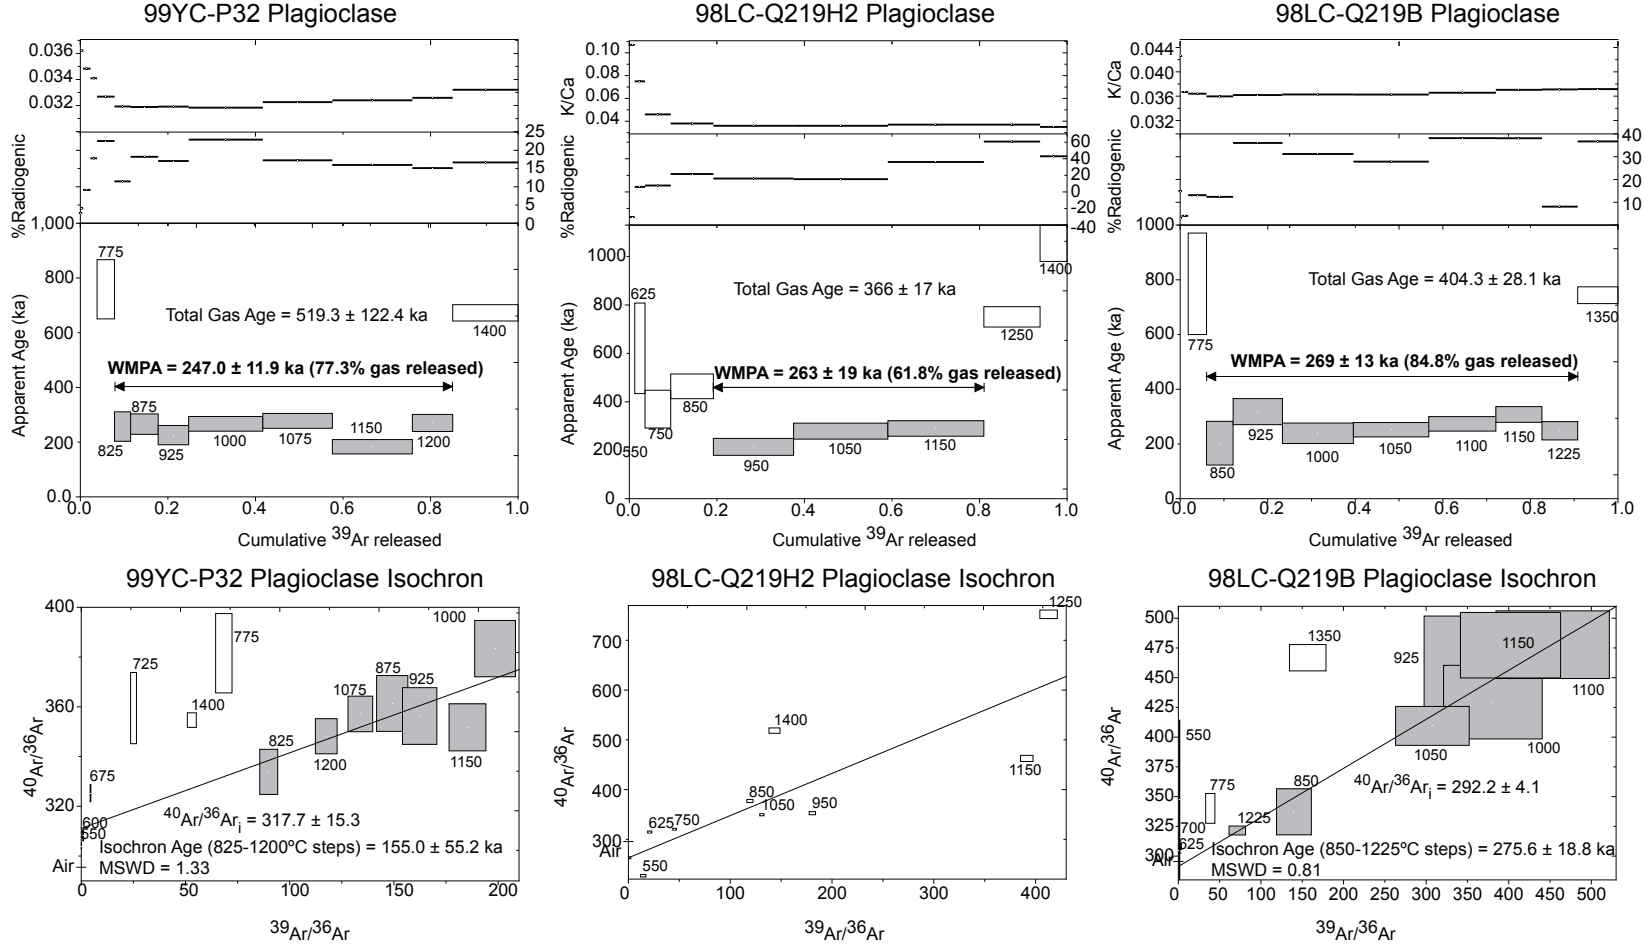 99YC-P32 Plagioclase
0.036
0.034
0.032
25
20
15
10
5
0
%Radiogenic
1,000
800
600
400
200
0.0
Apparent Age (ka)
775
Total Gas Age = 519.3 ± 122.4 ka
1400
WMPA = 247.0 ± 11.9 ka (77.3% gas released)
825
875
925
1000
1075
1150
1200
0.0 0.2 0.4 0.6 0.8 1.0
Cumulative 39Ar released
98LC-Q219H2 Plagioclase
K/Ca
0.10
0.08
0.06
0.04
%Radiogenic
60
40
20
0
-20
-40
1000
800
600
400
200
0
Apparent Age (ka)
1400
Total Gas Age = 366 ± 17 ka
625
1250
WMPA = 263 ± 19 ka (61.8% gas released)
850
750
550
950
1050
1150
0.0 0.2 0.4 0.6 0.8 1.0
Cumulative 39Ar released
98LC-Q219B Plagioclase
K/Ca
0.044
0.040
0.036
0.032
%Radiogenic
40
30
20
10
1000
800
600
400
200
0
Apparent Age (ka)
Total Gas Age = 404.3 ± 28.1 ka
1350
775
WMPA = 269 ± 13 ka (84.8% gas released)
850
925
1000
1050
1100
1150
1225
0.0 0.2 0.4 0.6 0.8 1.0
Cumulative 39Ar released
99YC-P32 Plagioclase Isochron
400
360
320
Air
40Ar/36Ar
1000
775
725
1400
875
925
1075
825
1200
1150
675
600
550
40Ar/36Ari = 317.7 ± 15.3
Isochron Age (825-1200ºC steps) = 155.0 ± 55.2 ka
MSWD = 1.33
0 50 100 150 200
39Ar/36Ar
98LC-Q219H2 Plagioclase Isochron
700
600
500
400
300
Air
40Ar/36Ar
1250
1400
1150
850
1050
950
625
750
550
0 100 200 300 400
39Ar/36Ar
98LC-Q219B Plagioclase Isochron
500
475
450
425
400
375
350
325
300
Air
40Ar/36Ar
1350
925
1150
1100
550
1050
1000
40Ar/36Ari = 292.2 ± 4.1
775
850
700
1225
625
Isochron Age (850-1225ºC steps) = 275.6 ± 18.8 ka
MSWD = 0.81
0 50 100 150 200 250 300 350 400 450 500
39Ar/36Ar